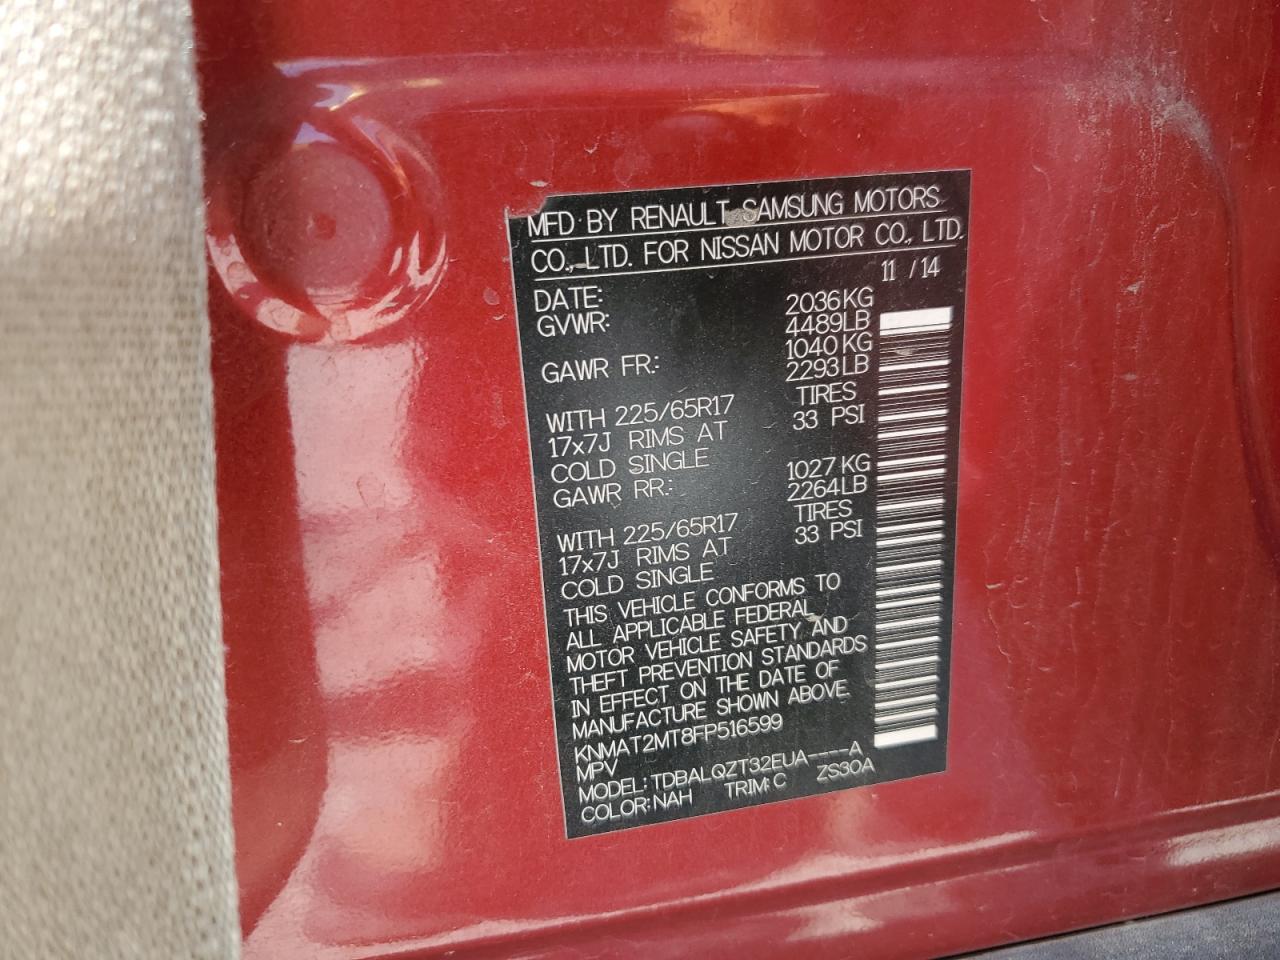 MFD BY RENAULT SAMSUNG MOTORS
CO., LTD. FOR NISSAN MOTOR CO., LTD.
DATE: 11 /14
GVWR: 2036KG
4489LB
GAWR FR.: 1040KG
2293LB
WITH 225/65R17 TIRES
17x7J RIMS AT 33 PSI
COLD SINGLE
GAWR RR.: 1027KG
2264LB
WITH 225/65R17 TIRES
17x7J RIMS AT 33 PSI
COLD SINGLE
THIS VEHICLE CONFORMS TO
ALL APPLICABLE FEDERAL
MOTOR VEHICLE SAFETY AND
THEFT PREVENTION STANDARDS
IN EFFECT ON THE DATE OF
MANUFACTURE SHOWN ABOVE
KNMAT2MT8FP516599
MPV
MODEL: TDBALQZT32EUA----A
COLOR: NAH TRIM: C ZS30A